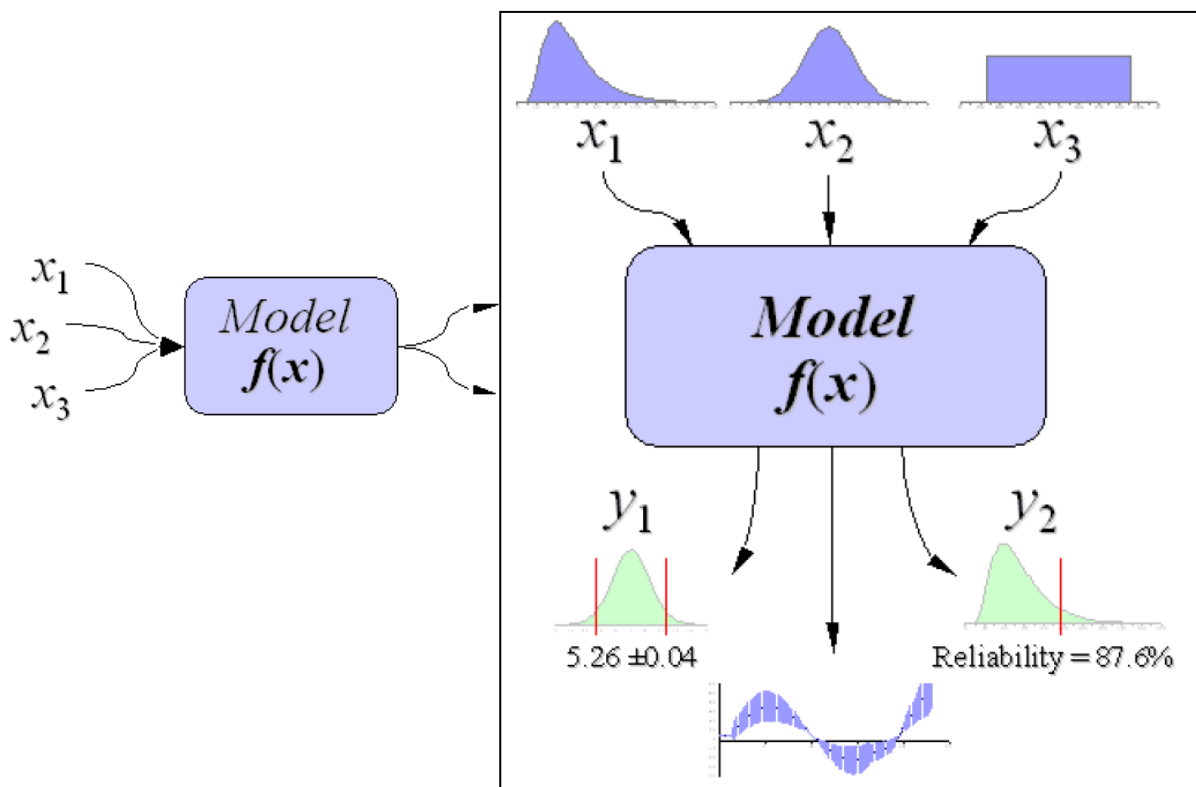 x₁
x₂
x₃
Model
f(x)
x₁ x₂ x₃
Model
f(x)
y₁ y₂
5.26 ±0.04 Reliability = 87.6%